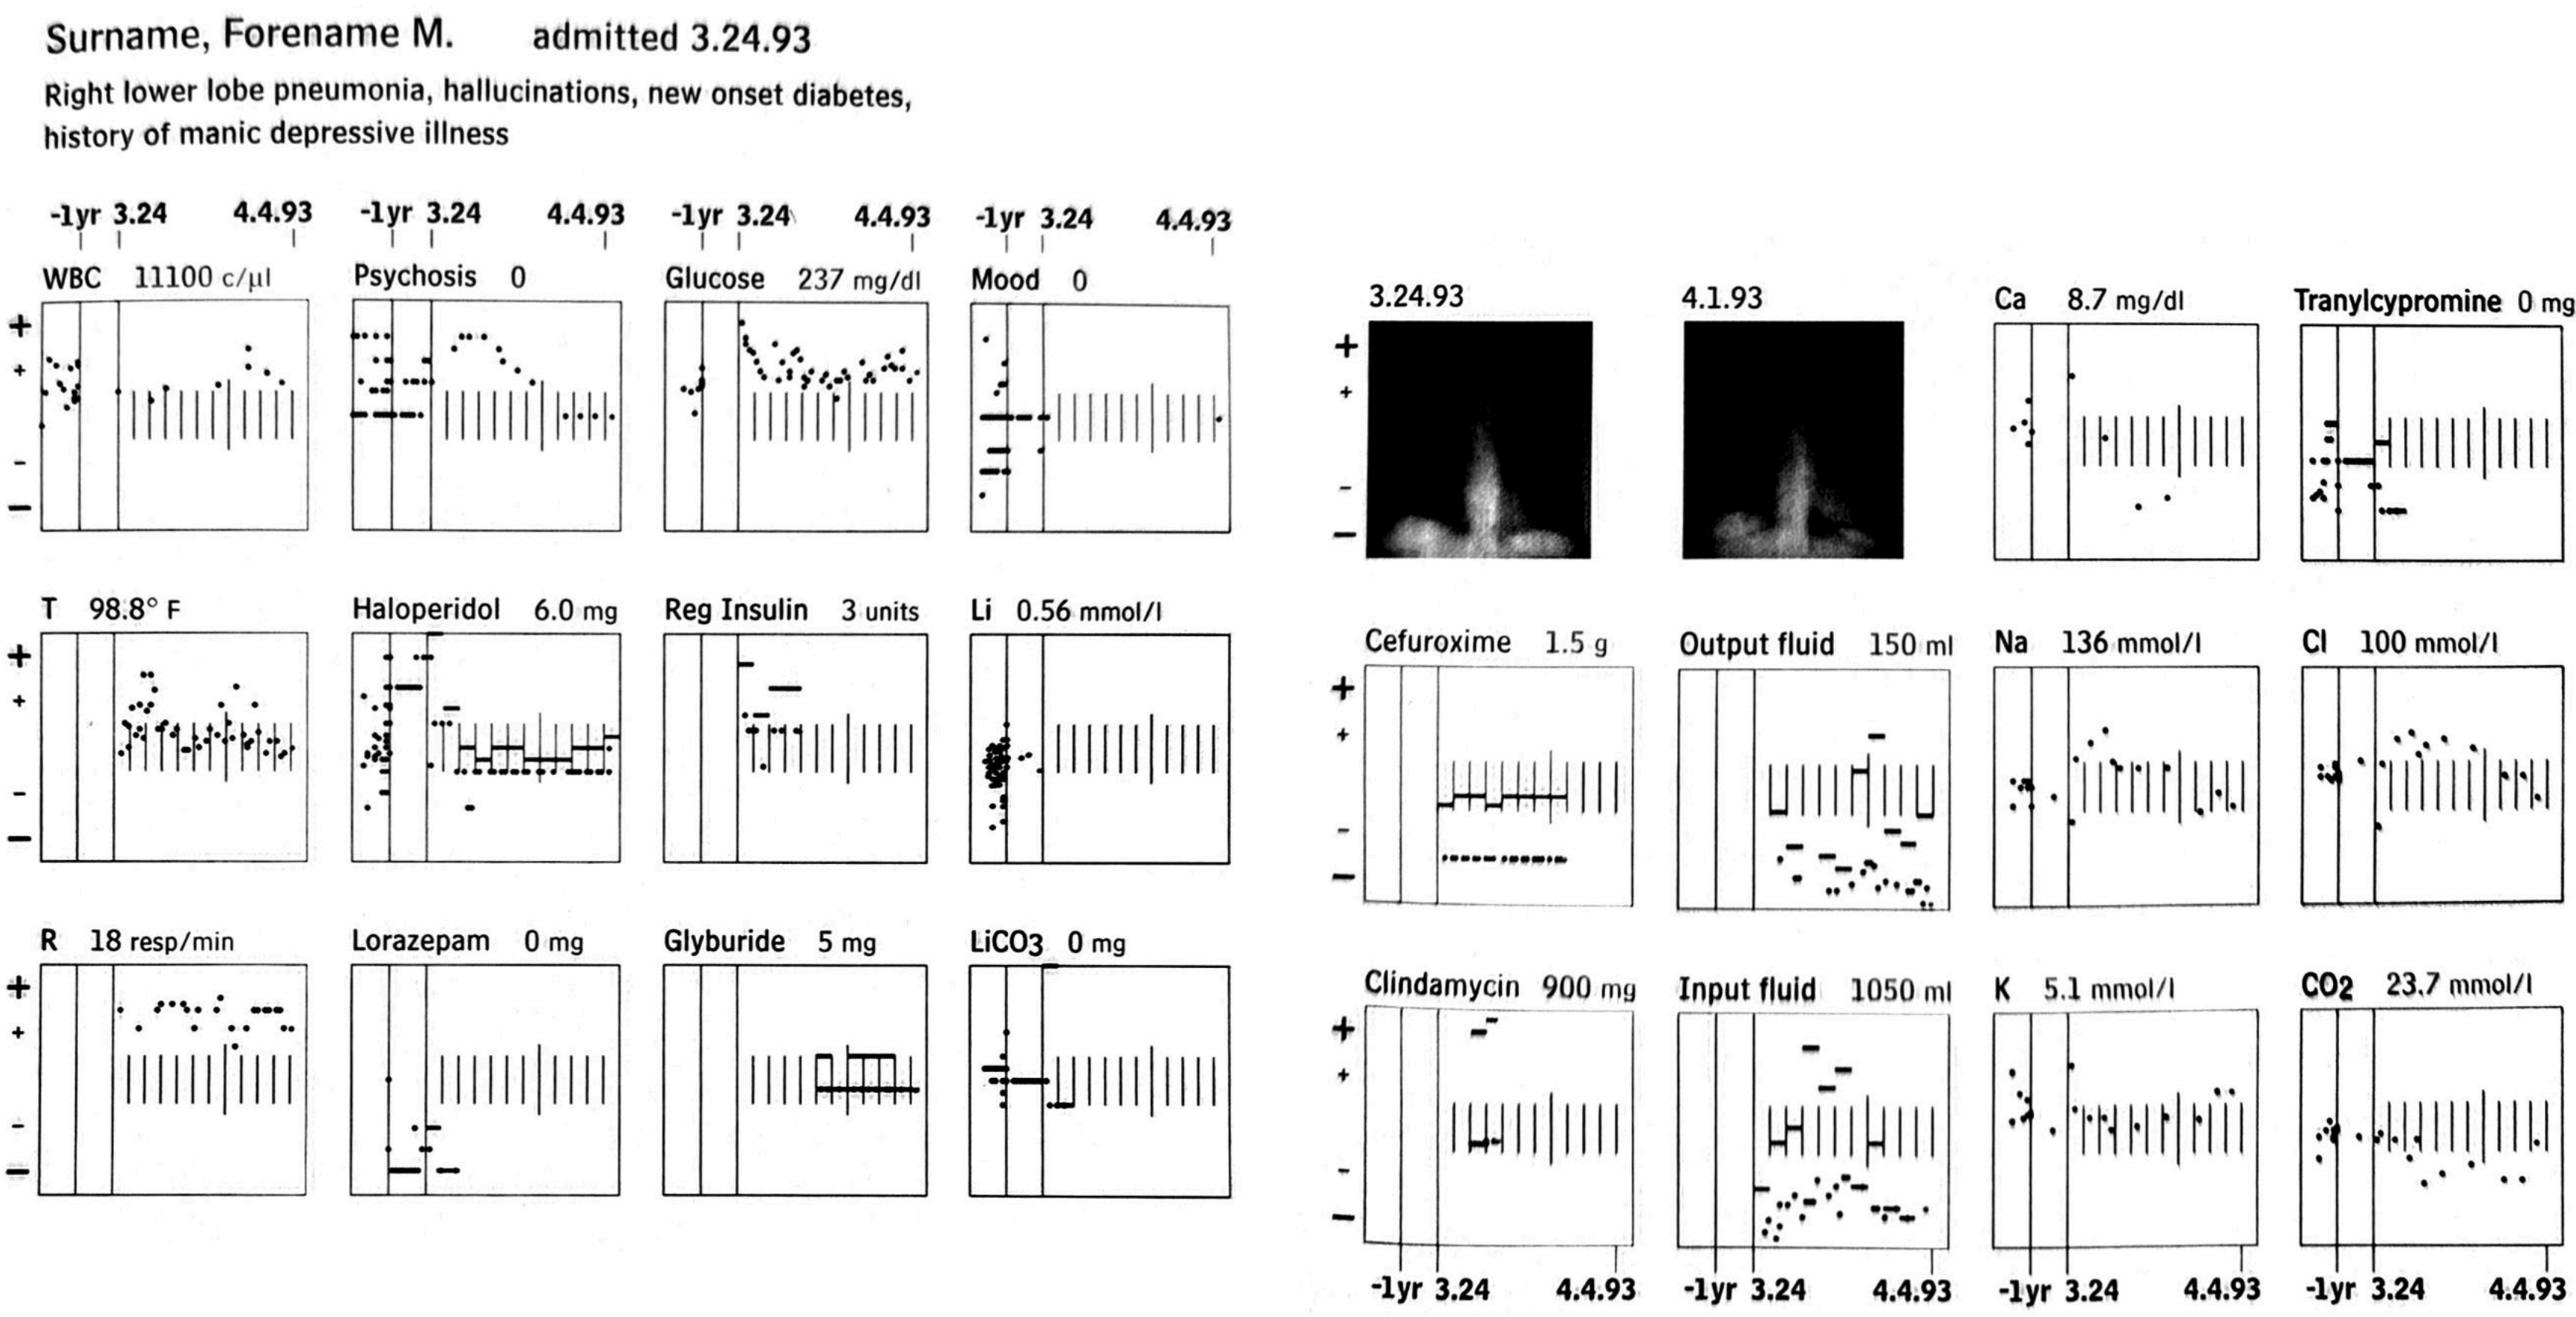 Surname, Forename M. admitted 3.24.93
Right lower lobe pneumonia, hallucinations, new onset diabetes,
history of manic depressive illness
-1yr 3.24 4.4.93 -1yr 3.24 4.4.93 -1yr 3.24 4.4.93 -1yr 3.24 4.4.93
WBC 11100 c/µl Psychosis 0 Glucose 237 mg/dl Mood 0
+
+
-
-
T 98.8° F Haloperidol 6.0 mg Reg Insulin 3 units Li 0.56 mmol/l
+
+
-
-
R 18 resp/min Lorazepam 0 mg Glyburide 5 mg LiCO3 0 mg
+
+
-
-
3.24.93 4.1.93 Ca 8.7 mg/dl Tranylcypromine 0 mg
+
+
-
-
Cefuroxime 1.5 g Output fluid 150 ml Na 136 mmol/l Cl 100 mmol/l
+
+
-
-
Clindamycin 900 mg Input fluid 1050 ml K 5.1 mmol/l CO2 23.7 mmol/l
+
+
-
-
-1yr 3.24 4.4.93 -1yr 3.24 4.4.93 -1yr 3.24 4.4.93 -1yr 3.24 4.4.93